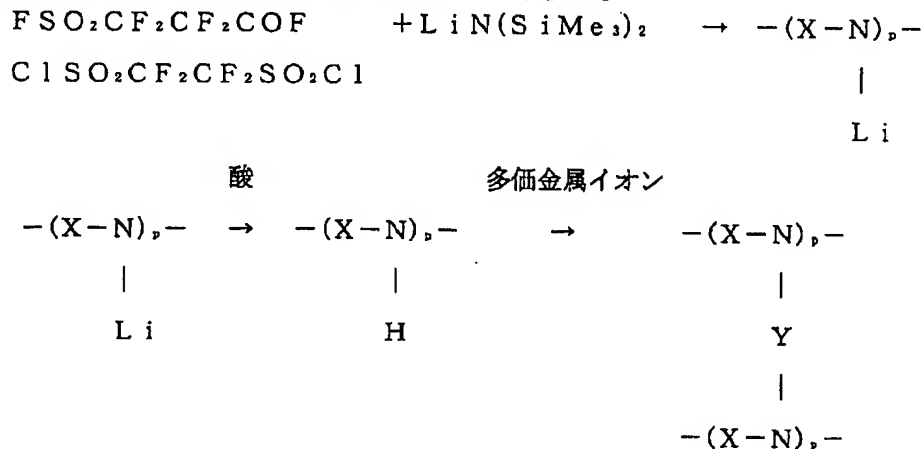 FSO₂CF₂CF₂COF +LiN(SiMe₃)₂ → −(X−N)ₚ−
ClSO₂CF₂CF₂SO₂Cl |
Li
酸 多価金属イオン
−(X−N)ₚ− → −(X−N)ₚ− → −(X−N)ₚ−
| | |
Li H Y
|
−(X−N)ₚ−